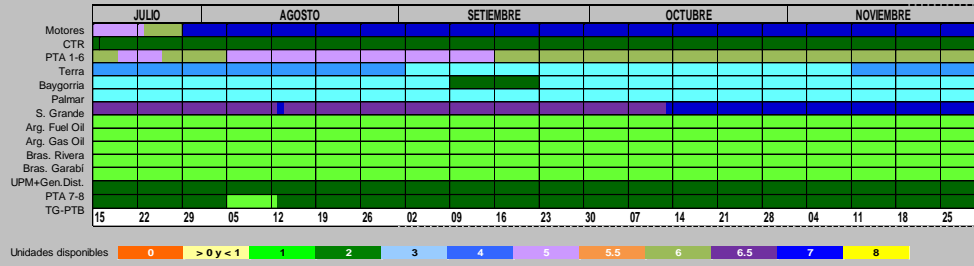 JULIO AGOSTO SETIEMBRE OCTUBRE NOVIEMBRE
Motores
CTR
PTA 1-6
Terra
Baygorria
Palmar
S. Grande
Arg. Fuel Oil
Arg. Gas Oil
Bras. Rivera
Bras. Garabí
UPM+Gen.Dist.
PTA 7-8
TG-PTB
15 22 29 05 12 19 26 02 09 16 23 30 07 14 21 28 04 11 18 25
Unidades disponibles 0 > 0 y < 1 1 2 3 4 5 5.5 6 6.5 7 8